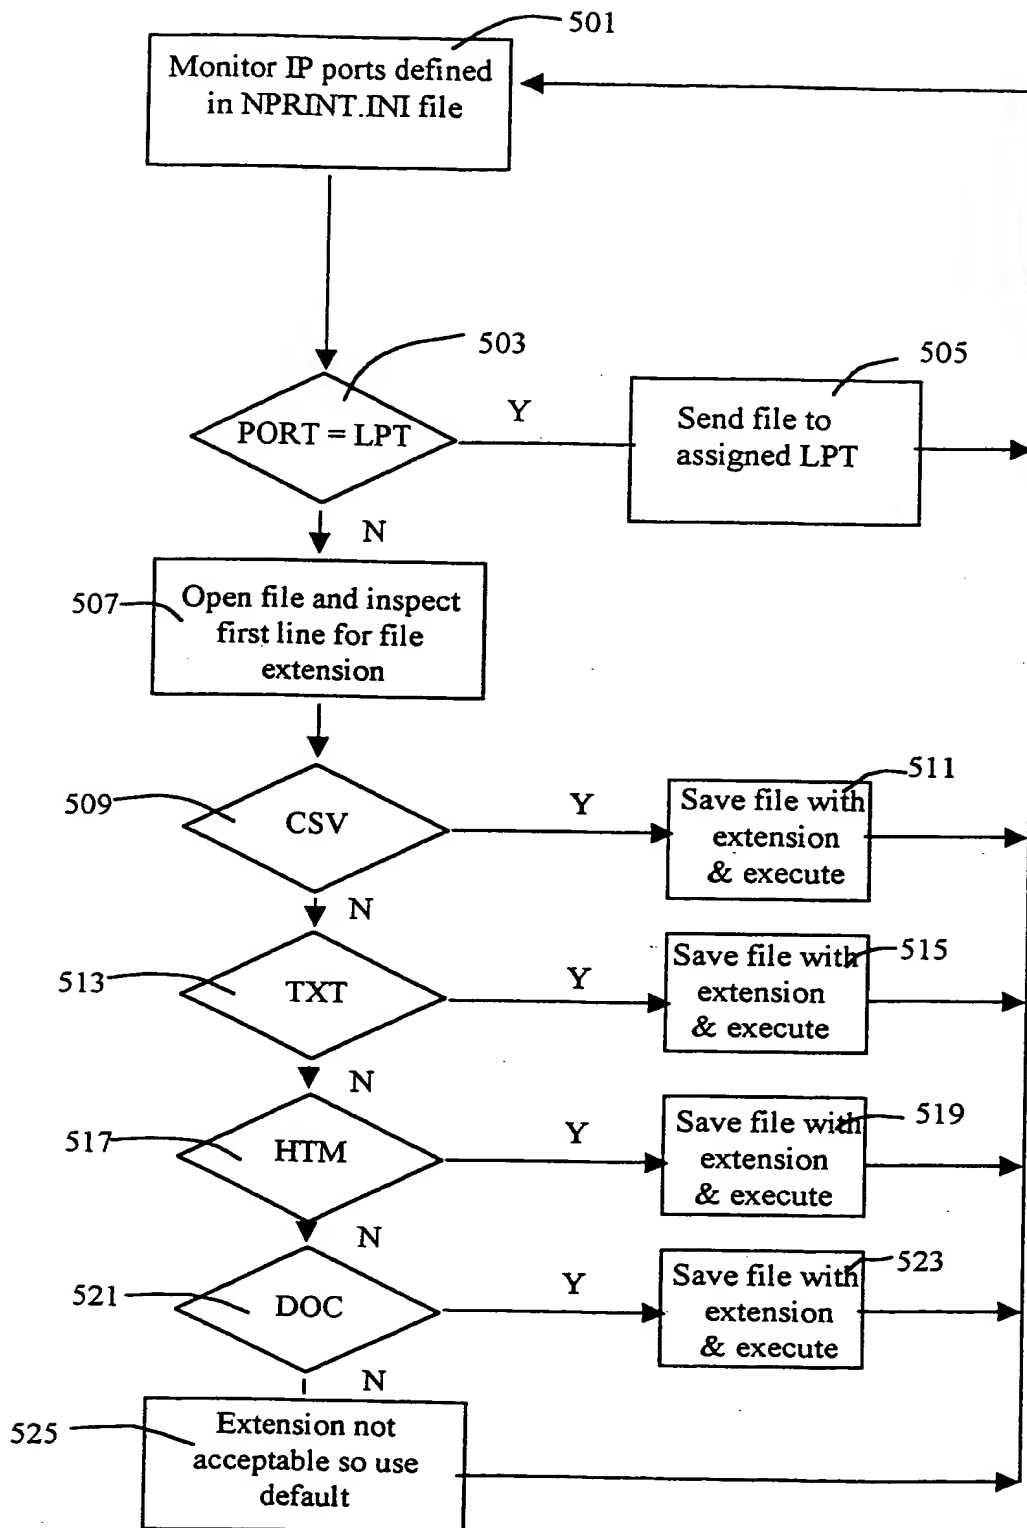 501
Monitor IP ports defined
in NPRINT.INI file
503
PORT = LPT
Y
505
Send file to
assigned LPT
N
507
Open file and inspect
first line for file
extension
509
CSV
Y
511
Save file with
extension
& execute
N
513
TXT
Y
515
Save file with
extension
& execute
N
517
HTM
Y
519
Save file with
extension
& execute
N
521
DOC
Y
523
Save file with
extension
& execute
N
525
Extension not
acceptable so use
default